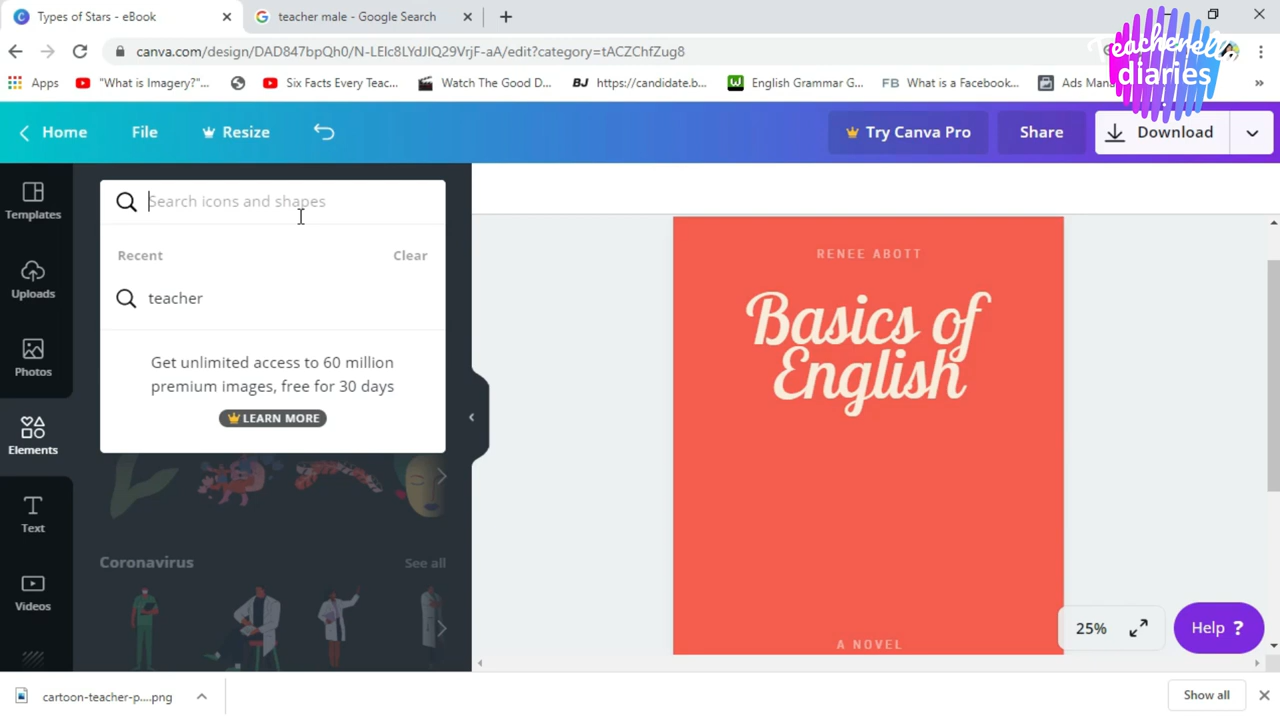 Types of Stars - eBook
teacher male - Google Search
canva.com/design/DAD847bpQh0/N-LEIc8LYdJIQ29VrjF-aA/edit?category=tACZChfZug8
Apps
"What is Imagery?"...
Six Facts Every Teac...
Watch The Good D...
BJ https://candidate.b...
English Grammar G...
FB What is a Facebook...
Ads Man
»
Teacherella
diaries
Home
File
Resize
Try Canva Pro
Share
Download
Templates
Uploads
Photos
Elements
Text
Videos
Search icons and shapes
Recent
Clear
teacher
Get unlimited access to 60 million
premium images, free for 30 days
LEARN MORE
Coronavirus
See all
RENEE ABOTT
Basics of
English
A NOVEL
25%
Help ?
cartoon-teacher-p....png
Show all